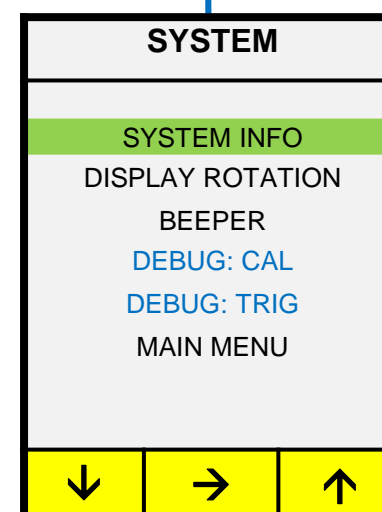 SYSTEM
SYSTEM INFO
DISPLAY ROTATION
BEEPER
DEBUG: CAL
DEBUG: TRIG
MAIN MENU
↓ → ↑